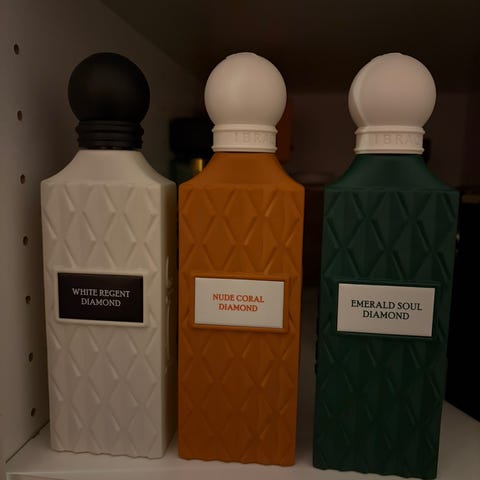 WHITE REGENT
DIAMOND
NUDE CORAL
DIAMOND
EMERALD SOUL
DIAMOND